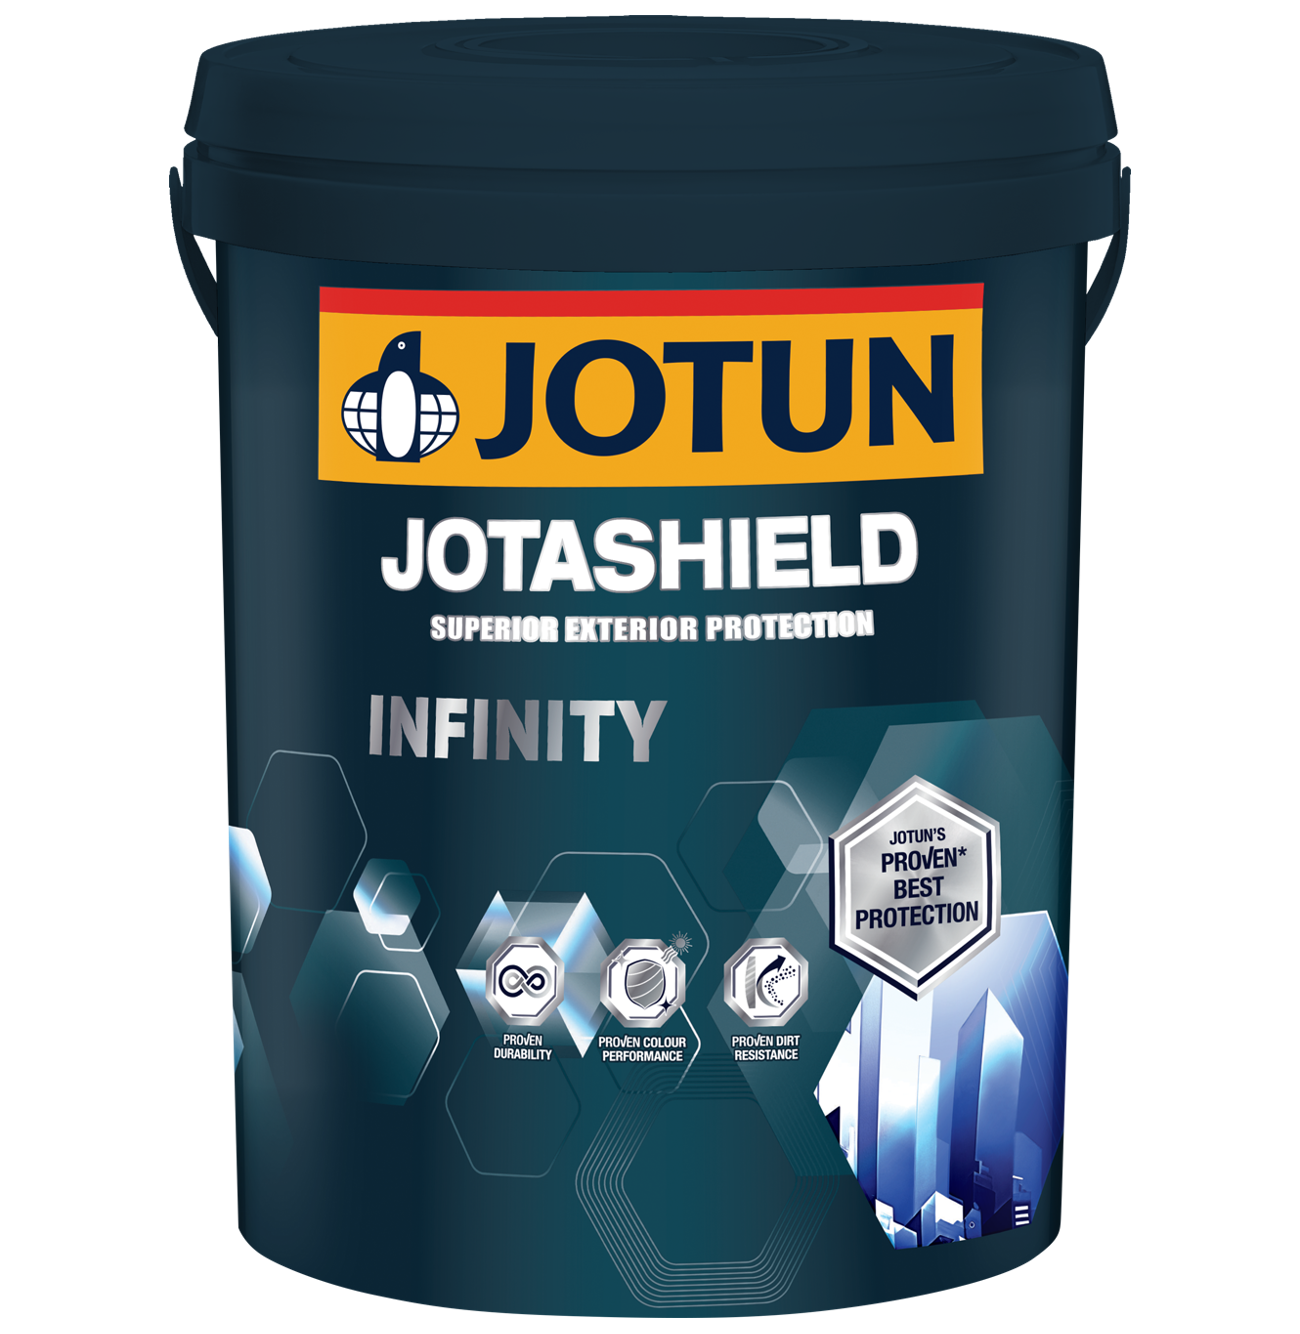 JOTUN
JOTASHIELD
SUPERIOR EXTERIOR PROTECTION
INFINITY
JOTUN'S
PROVEN*
BEST
PROTECTION
PROVEN
DURABILITY
PROVEN COLOUR
PERFORMANCE
PROVEN DIRT
RESISTANCE